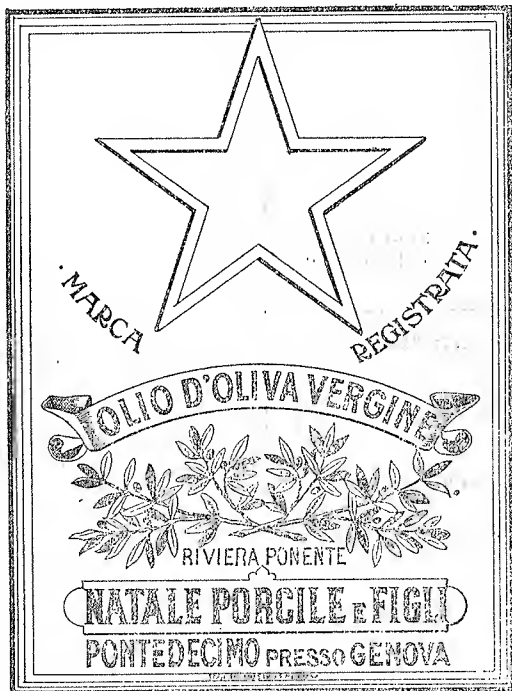 · MARCA REGISTRATA ·
OLIO D'OLIVA VERGINE
RIVIERA PONENTE
NATALE PORCILE E FIGLI
PONTEDECIMO PRESSO GENOVA